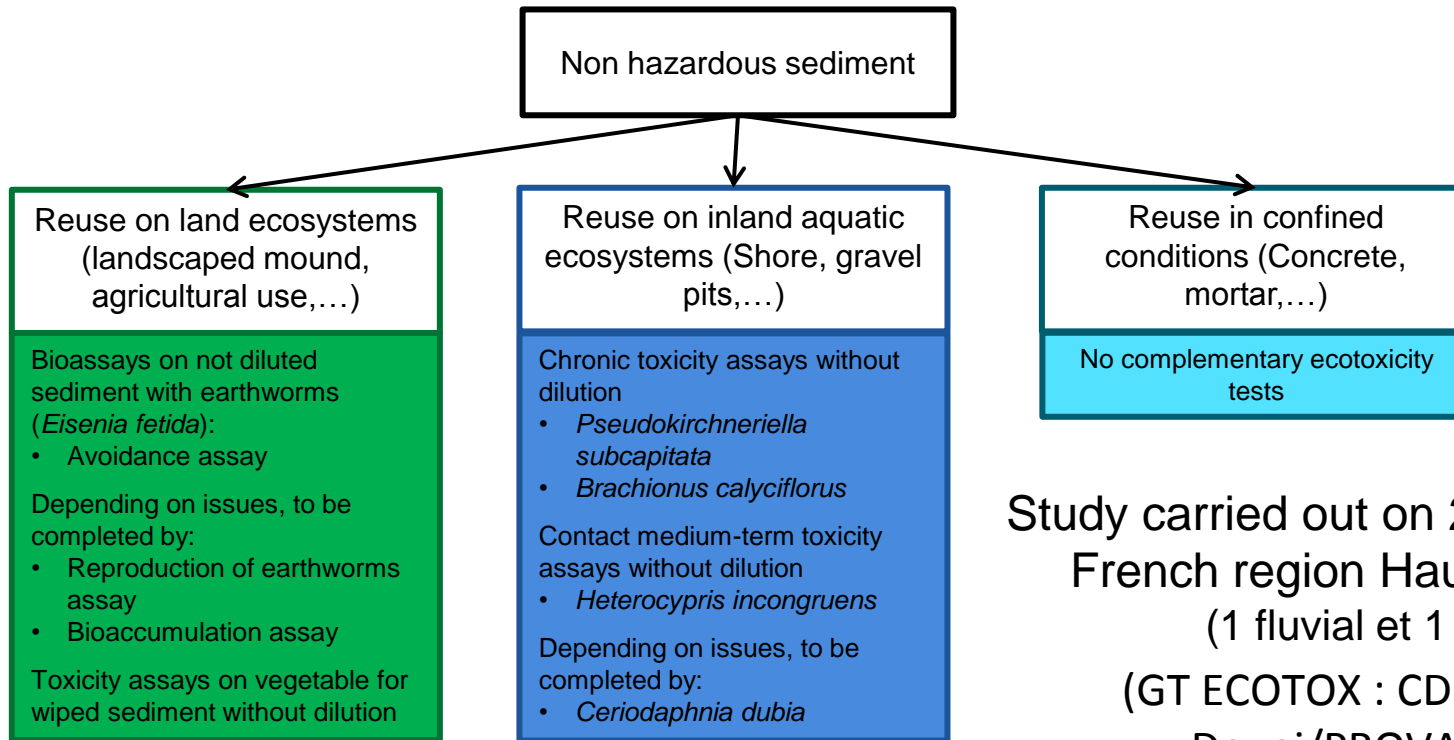 Non hazardous sediment
Reuse on land ecosystems
(landscaped mound,
agricultural use,…)
Bioassays on not diluted
sediment with earthworms
(Eisenia fetida):
• Avoidance assay
Depending on issues, to be
completed by:
• Reproduction of earthworms
assay
• Bioaccumulation assay
Toxicity assays on vegetable for
wiped sediment without dilution
Reuse on inland aquatic
ecosystems (Shore, gravel
pits,…)
Chronic toxicity assays without
dilution
• Pseudokirchneriella
subcapitata
• Brachionus calyciflorus
Contact medium-term toxicity
assays without dilution
• Heterocypris incongruens
Depending on issues, to be
completed by:
• Ceriodaphnia dubia
Reuse in confined
conditions (Concrete,
mortar,…)
No complementary ecotoxicity
tests
Study carried out on
French region
(1 fluvial et 1
(GT ECOTOX :